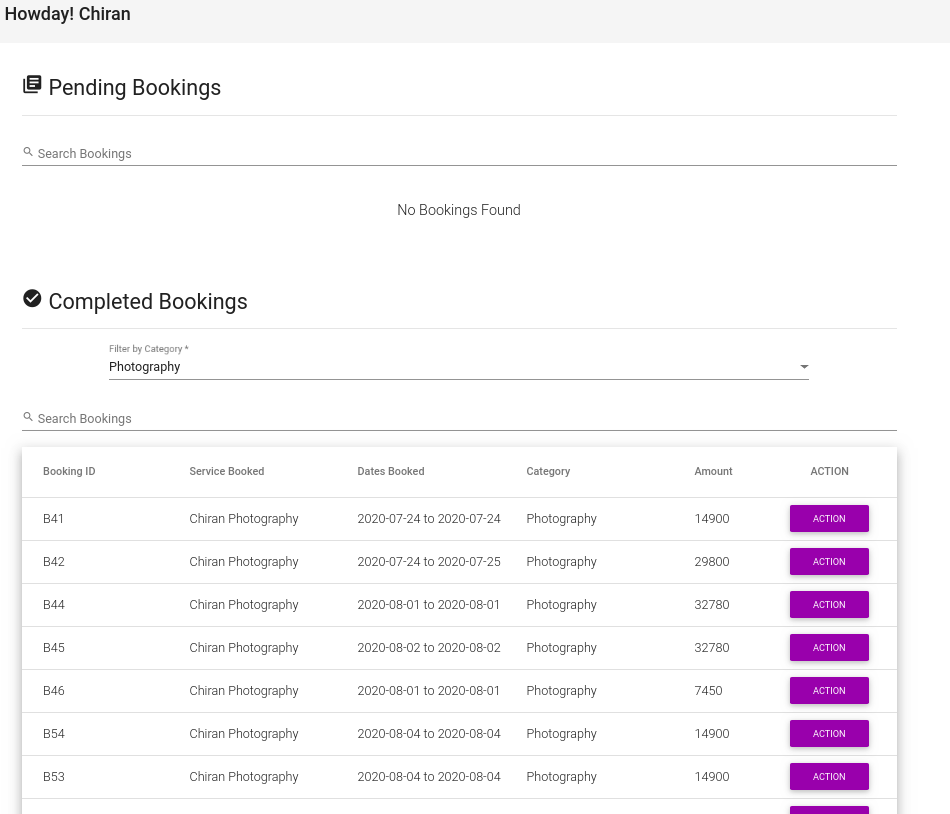 Howday! Chiran
Pending Bookings
Search Bookings
No Bookings Found
Completed Bookings
Filter by Category *
Photography
Search Bookings
Booking ID Service Booked Dates Booked Category Amount ACTION
B41 Chiran Photography 2020-07-24 to 2020-07-24 Photography 14900 ACTION
B42 Chiran Photography 2020-07-24 to 2020-07-25 Photography 29800 ACTION
B44 Chiran Photography 2020-08-01 to 2020-08-01 Photography 32780 ACTION
B45 Chiran Photography 2020-08-02 to 2020-08-02 Photography 32780 ACTION
B46 Chiran Photography 2020-08-01 to 2020-08-01 Photography 7450 ACTION
B54 Chiran Photography 2020-08-04 to 2020-08-04 Photography 14900 ACTION
B53 Chiran Photography 2020-08-04 to 2020-08-04 Photography 14900 ACTION